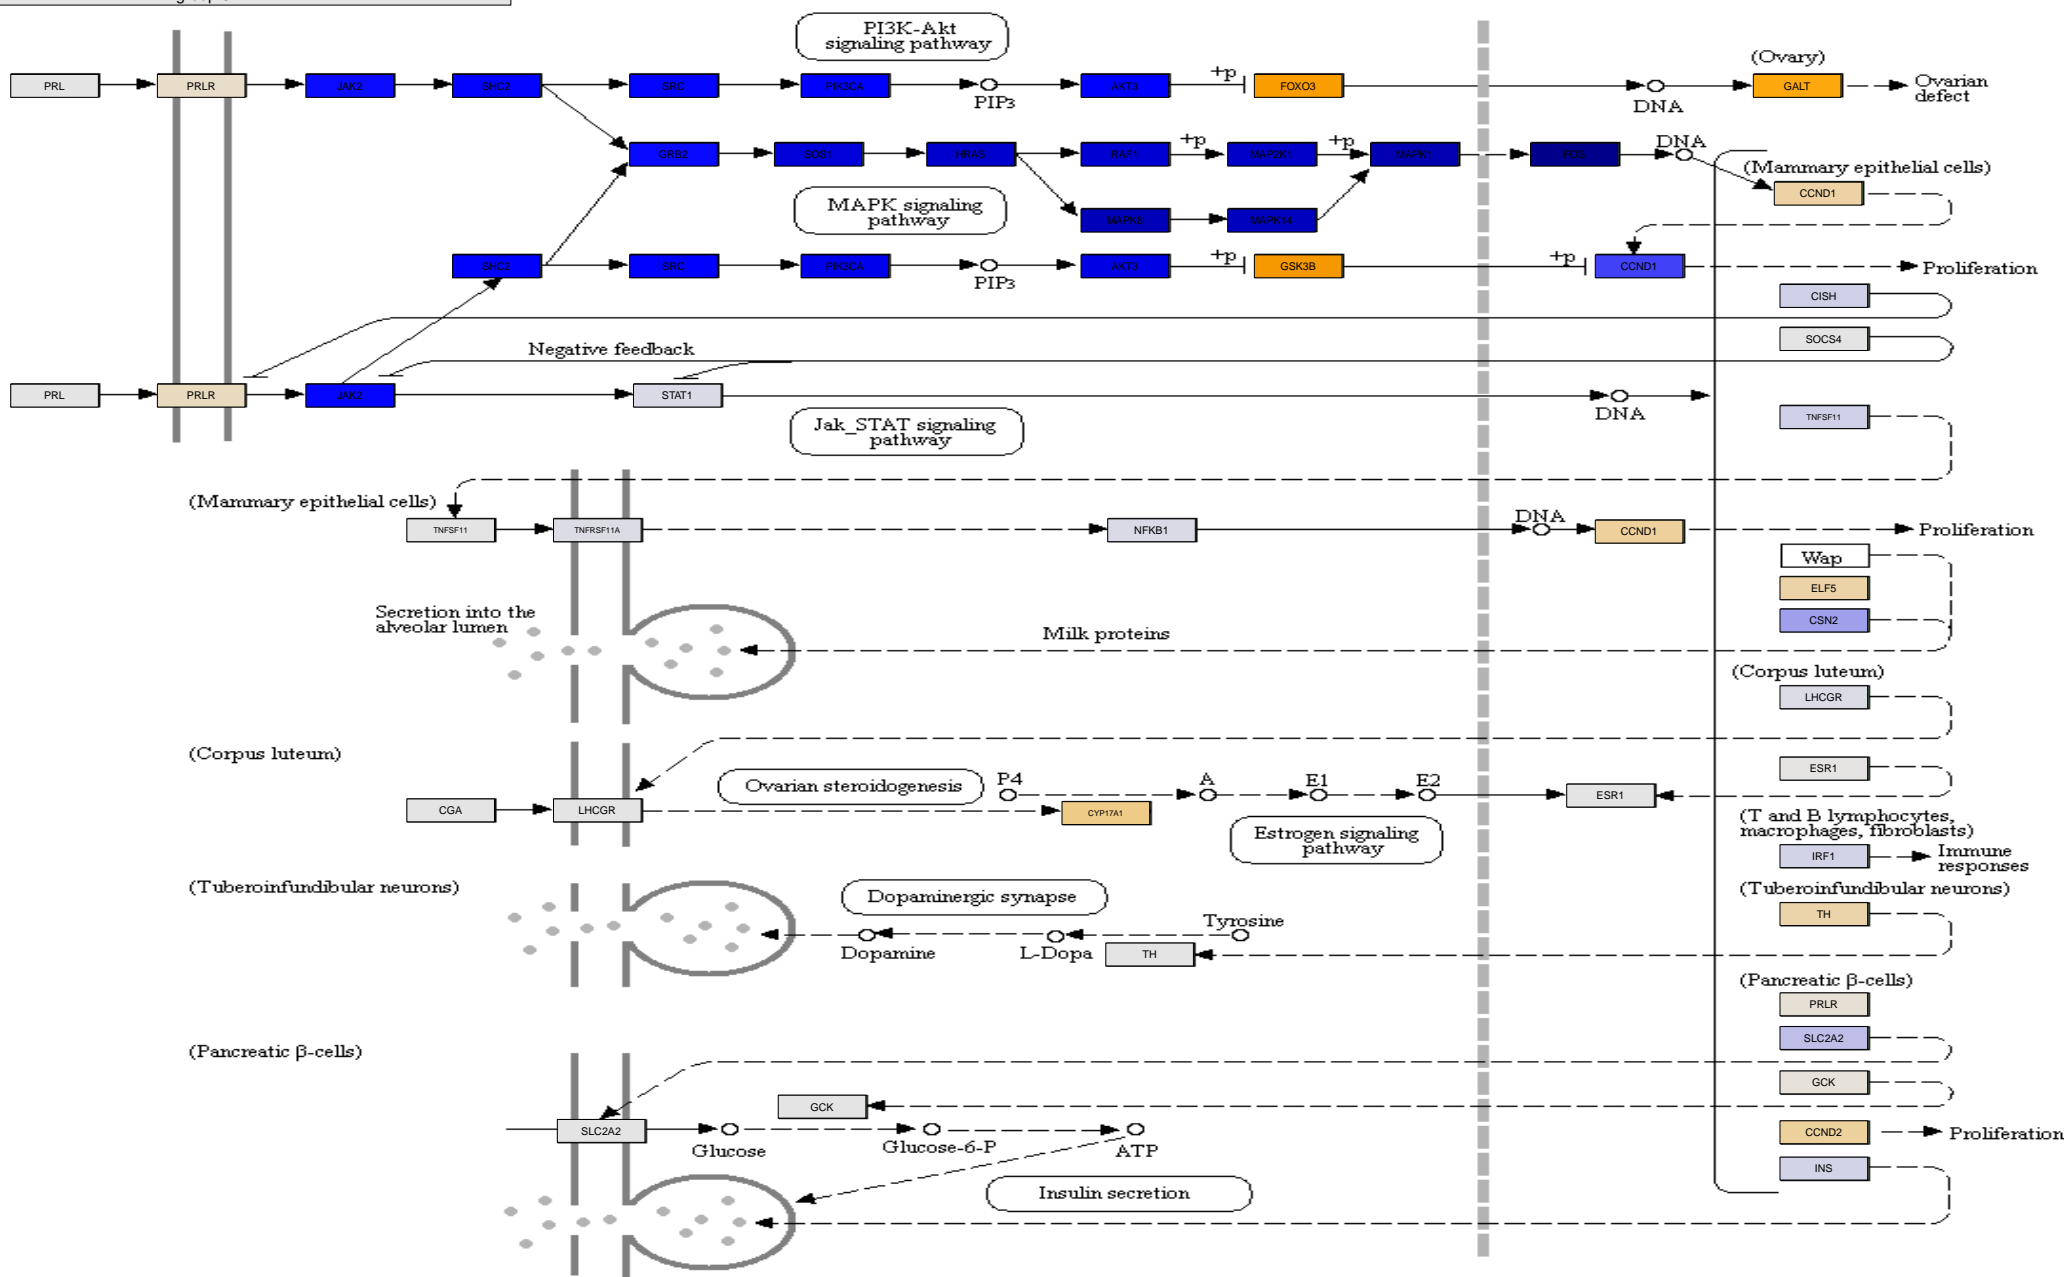 PI3K-Akt
signaling pathway
(Ovary)
PRL
PRLR
JAK2
SHC2
SRC
PIK3CA
PIP3
AKT3
+p
FOXO3
DNA
GALT
Ovarian
defect
GRB2
SOS1
HRAS
RAF1
+p
MAP2K1
+p
MAPK1
FOS
DNA
(Mammary epithelial cells)
CCND1
MAPK signaling
pathway
MAPK8
MAPK14
SHC2
SRC
PIK3CA
PIP3
AKT3
+p
GSK3B
+p
CCND1
Proliferation
CISH
SOCS4
Negative feedback
PRL
PRLR
JAK2
STAT1
DNA
Jak_STAT signaling
pathway
TNFSF11
(Mammary epithelial cells)
TNFSF11
TNFRSF11A
NFKB1
DNA
CCND1
Proliferation
Wap
ELF5
CSN2
Secretion into the
alveolar lumen
Milk proteins
(Corpus luteum)
LHCGR
(Corpus luteum)
Ovarian steroidogenesis
P4
A
E1
E2
ESR1
ESR1
CGA
LHCGR
CYP17A1
Estrogen signaling
pathway
(T and B lymphocytes,
macrophages, fibroblasts)
IRF1
Immune
responses
(Tuberoinfundibular neurons)
Dopaminergic synapse
(Tuberoinfundibular neurons)
TH
Tyrosine
Dopamine
L-Dopa
TH
(Pancreatic β-cells)
PRLR
SLC2A2
(Pancreatic β-cells)
GCK
GCK
SLC2A2
Glucose
Glucose-6-P
ATP
CCND2
Proliferation
INS
Insulin secretion